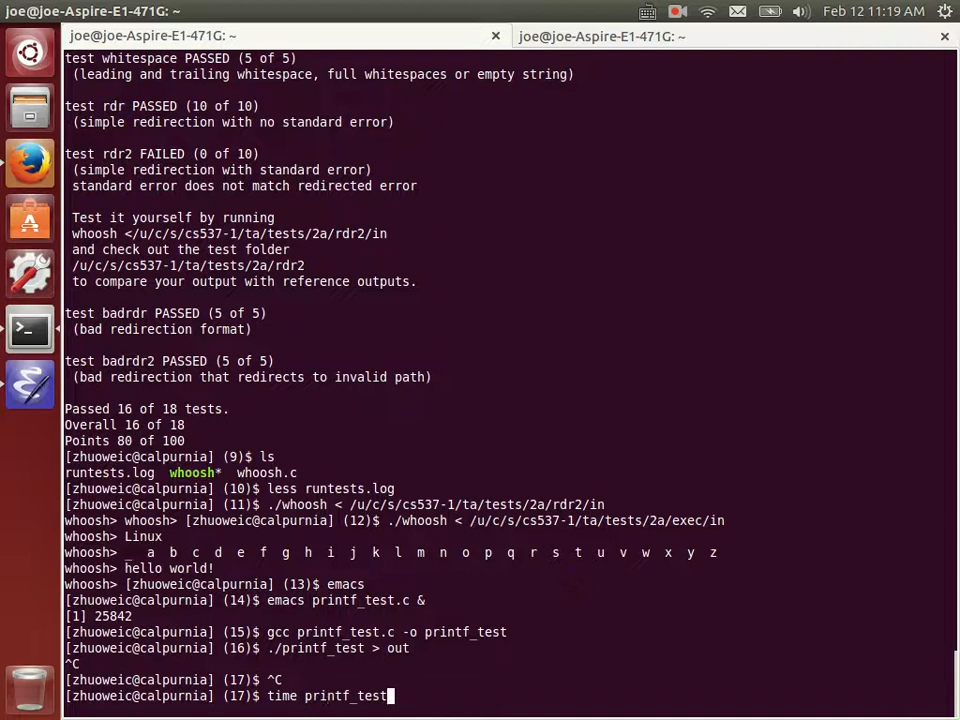 joe@joe-Aspire-E1-471G: ~
Feb 12 11:19 AM
joe@joe-Aspire-E1-471G: ~ × joe@joe-Aspire-E1-471G: ~ ×
test whitespace PASSED (5 of 5)
 (leading and trailing whitespace, full whitespaces or empty string)
test rdr PASSED (10 of 10)
 (simple redirection with no standard error)
test rdr2 FAILED (0 of 10)
 (simple redirection with standard error)
 standard error does not match redirected error
 Test it yourself by running
 whoosh </u/c/s/cs537-1/ta/tests/2a/rdr2/in
 and check out the test folder
 /u/c/s/cs537-1/ta/tests/2a/rdr2
 to compare your output with reference outputs.
test badrdr PASSED (5 of 5)
 (bad redirection format)
test badrdr2 PASSED (5 of 5)
 (bad redirection that redirects to invalid path)
Passed 16 of 18 tests.
Overall 16 of 18
Points 80 of 100
[zhuoweic@calpurnia] (9)$ ls
runtests.log  whoosh*  whoosh.c
[zhuoweic@calpurnia] (10)$ less runtests.log
[zhuoweic@calpurnia] (11)$ ./whoosh < /u/c/s/cs537-1/ta/tests/2a/rdr2/in
whoosh> whoosh> [zhuoweic@calpurnia] (12)$ ./whoosh < /u/c/s/cs537-1/ta/tests/2a/exec/in
whoosh> Linux
whoosh> _  a  b  c  d  e  f  g  h  i  j  k  l  m  n  o  p  q  r  s  t  u  v  w  x  y  z
whoosh> hello world!
whoosh> [zhuoweic@calpurnia] (13)$ emacs
[zhuoweic@calpurnia] (14)$ emacs printf_test.c &
[1] 25842
[zhuoweic@calpurnia] (15)$ gcc printf_test.c -o printf_test
[zhuoweic@calpurnia] (16)$ ./printf_test > out
^C
[zhuoweic@calpurnia] (17)$ ^C
[zhuoweic@calpurnia] (17)$ time printf_test